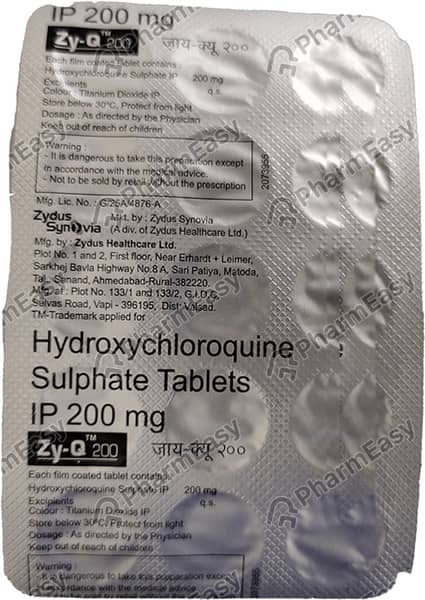 IP 200 mg
Zy-Q™ 200 जाय-क्यू २००
Each film coated tablet contains :
Hydroxychloroquine Sulphate IP 200 mg
Excipients q.s.
Colour : Titanium Dioxide IP
Store below 30°C, Protect from light
Dosage : As directed by the Physician
Keep out of reach of children
Warning :
- It is dangerous to take this preparation except
in accordance with the medical advice.
- Not to be sold by retail without the prescription
2073955
Mfg. Lic. No. : G/25A/4876-A
Zydus Synovia
Mkt. by : Zydus Synovia
(A div. of Zydus Healthcare Ltd.)
Mfg. by : Zydus Healthcare Ltd.
Plot No. 1 and 2, First floor, Near Erhardt + Leimer,
Sarkhej Bavla Highway No.8 A, Sari Patiya, Matoda,
Tal.: Sanand, Ahmedabad-Rural-382220.
Plot No. 133/1 and 133/2, G.I.D.C.
Selvas Road, Vapi - 396195, Dist: Valsad.
TM-Trademark applied for
Hydroxychloroquine
Sulphate Tablets
IP 200 mg
Zy-Q™ 200 जाय-क्यू २००
Each film coated tablet contains:
Hydroxychloroquine Sulphate IP 200 mg
Excipients q.s.
Colour : Titanium Dioxide IP
Store below 30°C, Protect from light
Dosage : As directed by the Physician
Keep out of reach of children
Warning :
- It is dangerous to take this preparation except
in accordance with the medical advice
2073955
PharmEasy
PharmEasy
PharmEasy
PharmEasy
PharmEasy